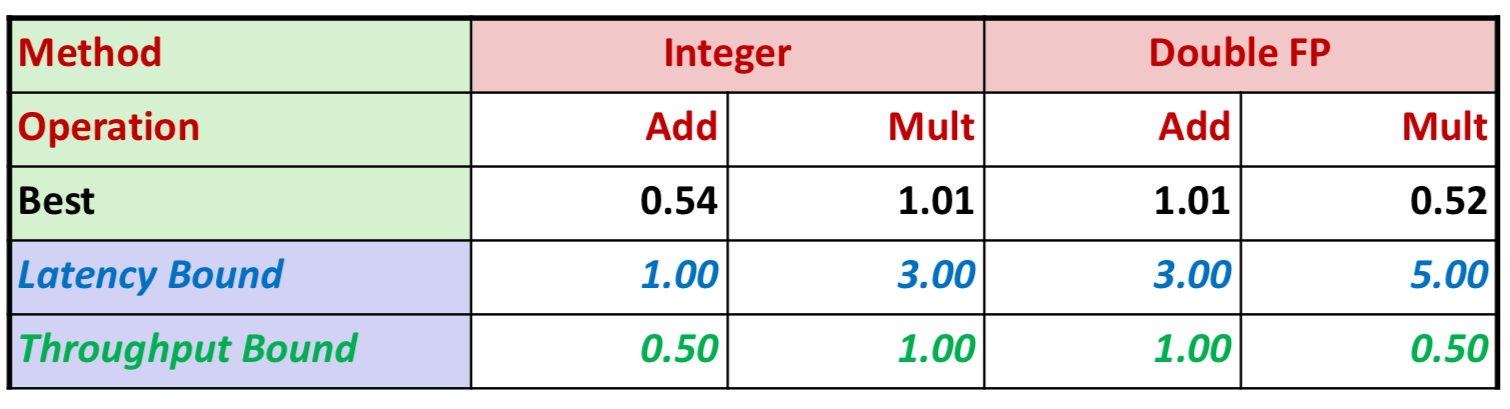 Method Integer Double FP
Operation Add Mult Add Mult
Best 0.54 1.01 1.01 0.52
Latency Bound 1.00 3.00 3.00 5.00
Throughput Bound 0.50 1.00 1.00 0.50